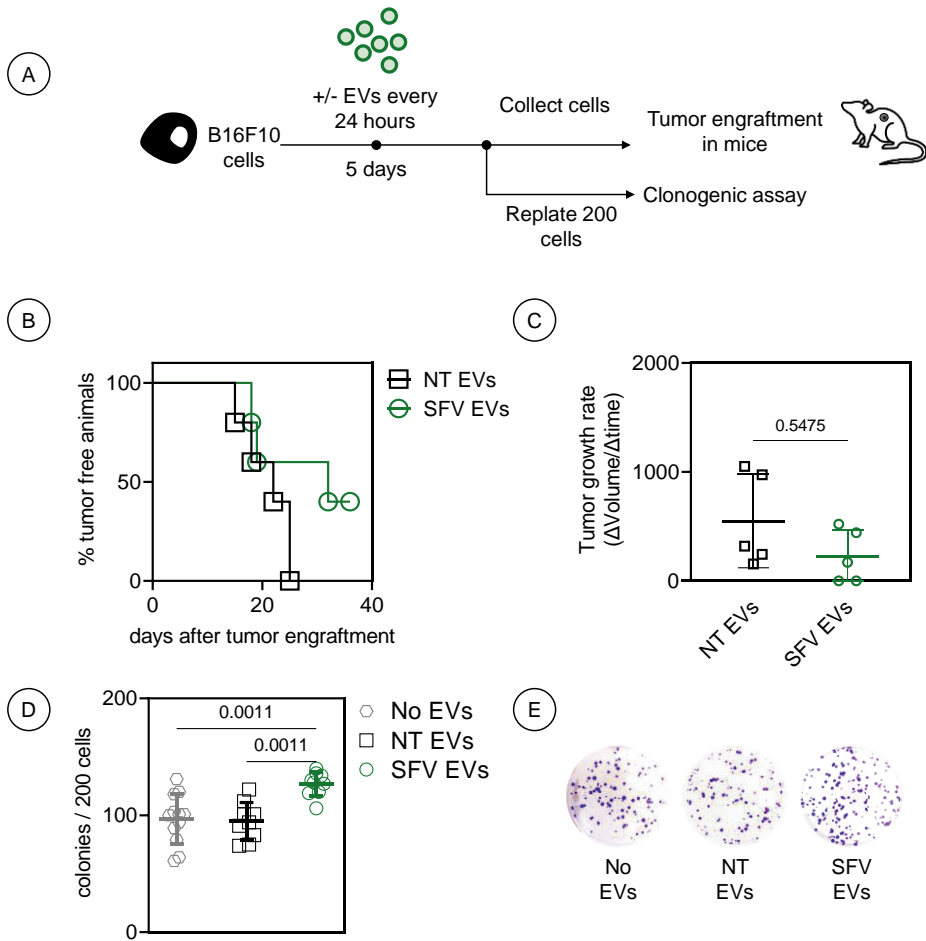 A
+/- EVs every
24 hours
B16F10
cells
5 days
Collect cells
Replate 200
cells
Tumor engraftment
in mice
Clonogenic assay
B
% tumor free animals
100
50
0
0
20
40
days after tumor engraftment
NT EVs
SFV EVs
C
Tumor growth rate
(ΔVolume/Δtime)
2000
1000
0
0.5475
NT EVs
SFV EVs
D
colonies / 200 cells
200
100
0
0.0011
0.0011
No EVs
NT EVs
SFV EVs
E
No
EVs
NT
EVs
SFV
EVs